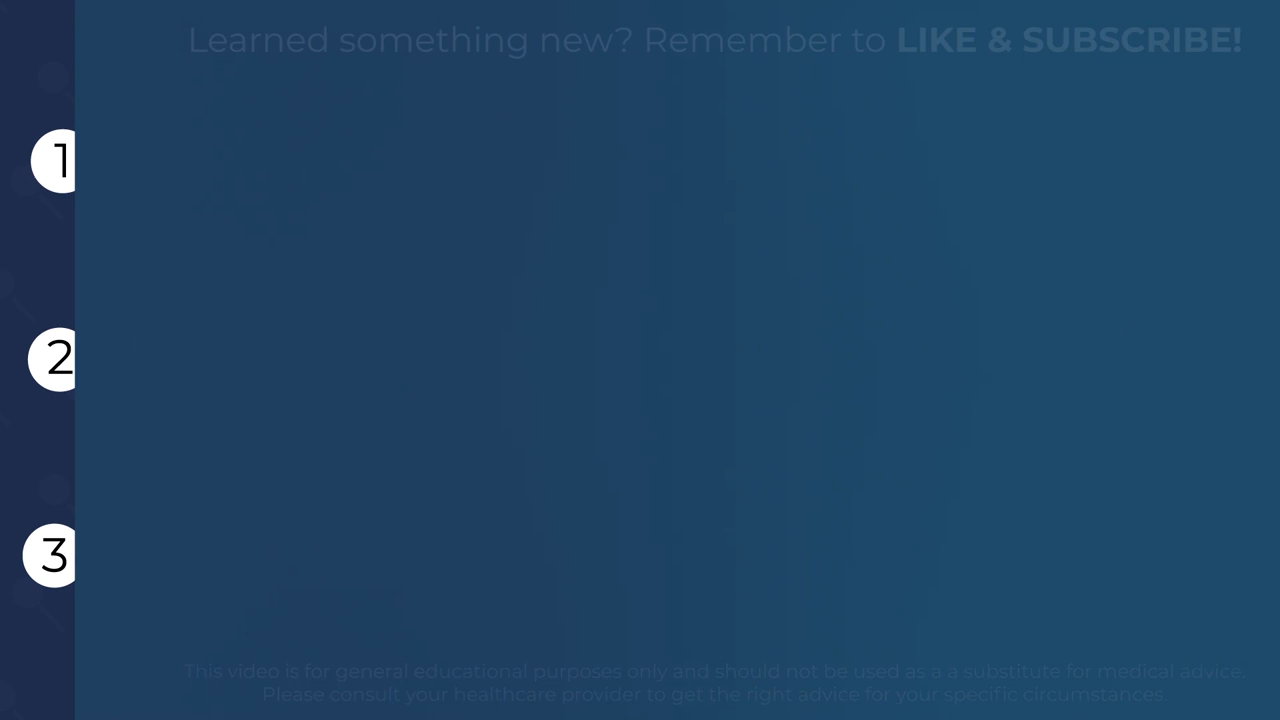 Learned something new? Remember to LIKE & SUBSCRIBE!
1
2
3
This video is for general educational purposes only and should not be used as a a substitute for medical advice.
Please consult your healthcare provider to get the right advice for your specific circumstances.